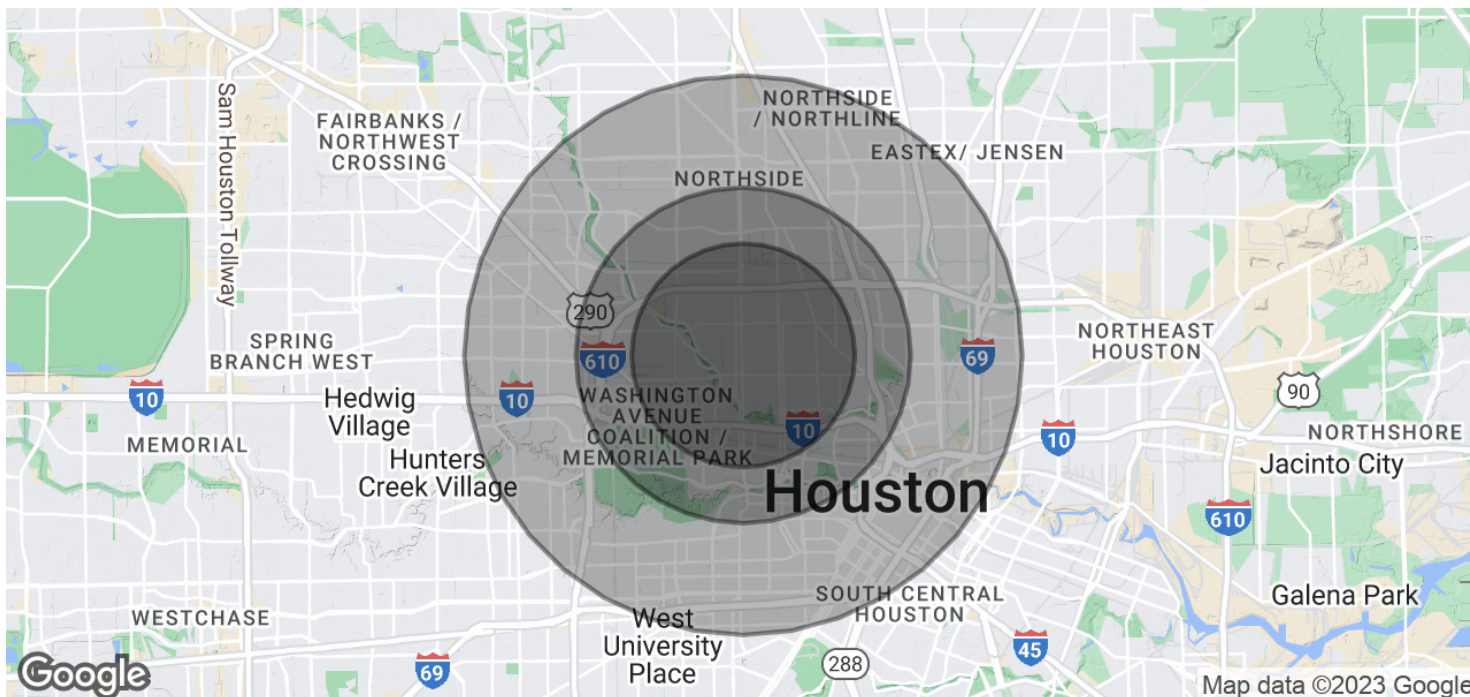 NORTHSIDE
/ NORTHLINE
FAIRBANKS /
NORTHWEST
CROSSING
EASTEX/ JENSEN
Sam Houston Tollway
NORTHSIDE
290
SPRING
BRANCH WEST
610
69
NORTHEAST
HOUSTON
90
10
Hedwig
Village
10
WASHINGTON
AVENUE
COALITION /
MEMORIAL PARK
10
10
MEMORIAL
NORTHSHORE
Hunters
Creek Village
Jacinto City
Houston
610
WESTCHASE
SOUTH CENTRAL
HOUSTON
Galena Park
West
University
Place
69
288
45
Google
Map data ©2023 Google